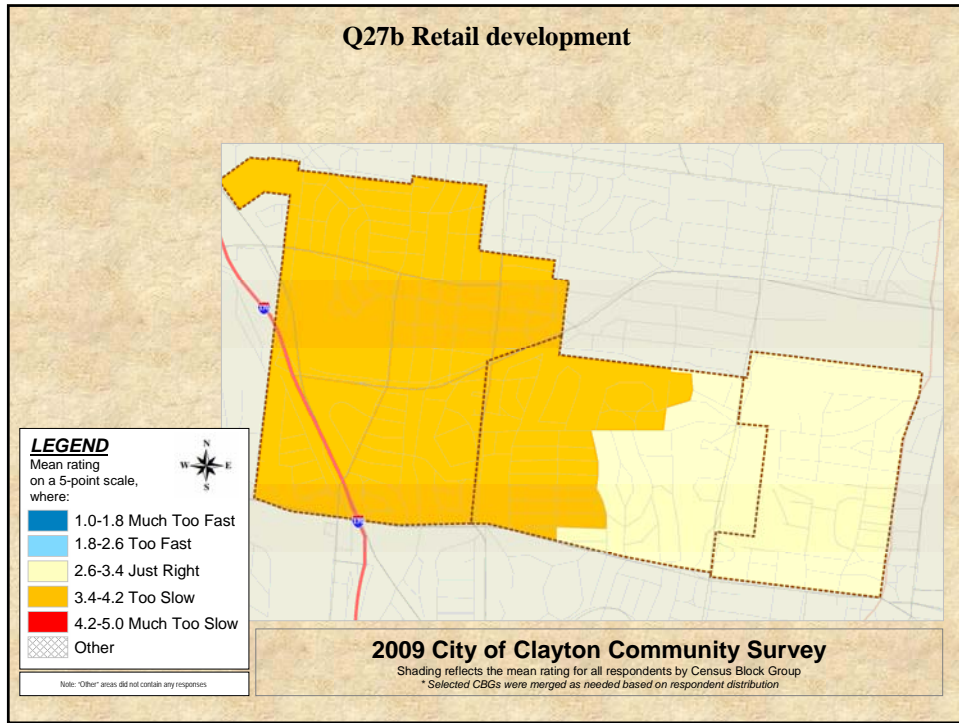 Q27b Retail development
LEGEND
Mean rating
on a 5-point scale,
where:
N
W E
S
1.0-1.8 Much Too Fast
1.8-2.6 Too Fast
2.6-3.4 Just Right
3.4-4.2 Too Slow
4.2-5.0 Much Too Slow
Other
Note: "Other" areas did not contain any responses
2009 City of Clayton Community Survey
Shading reflects the mean rating for all respondents by Census Block Group
* Selected CBGs were merged as needed based on respondent distribution